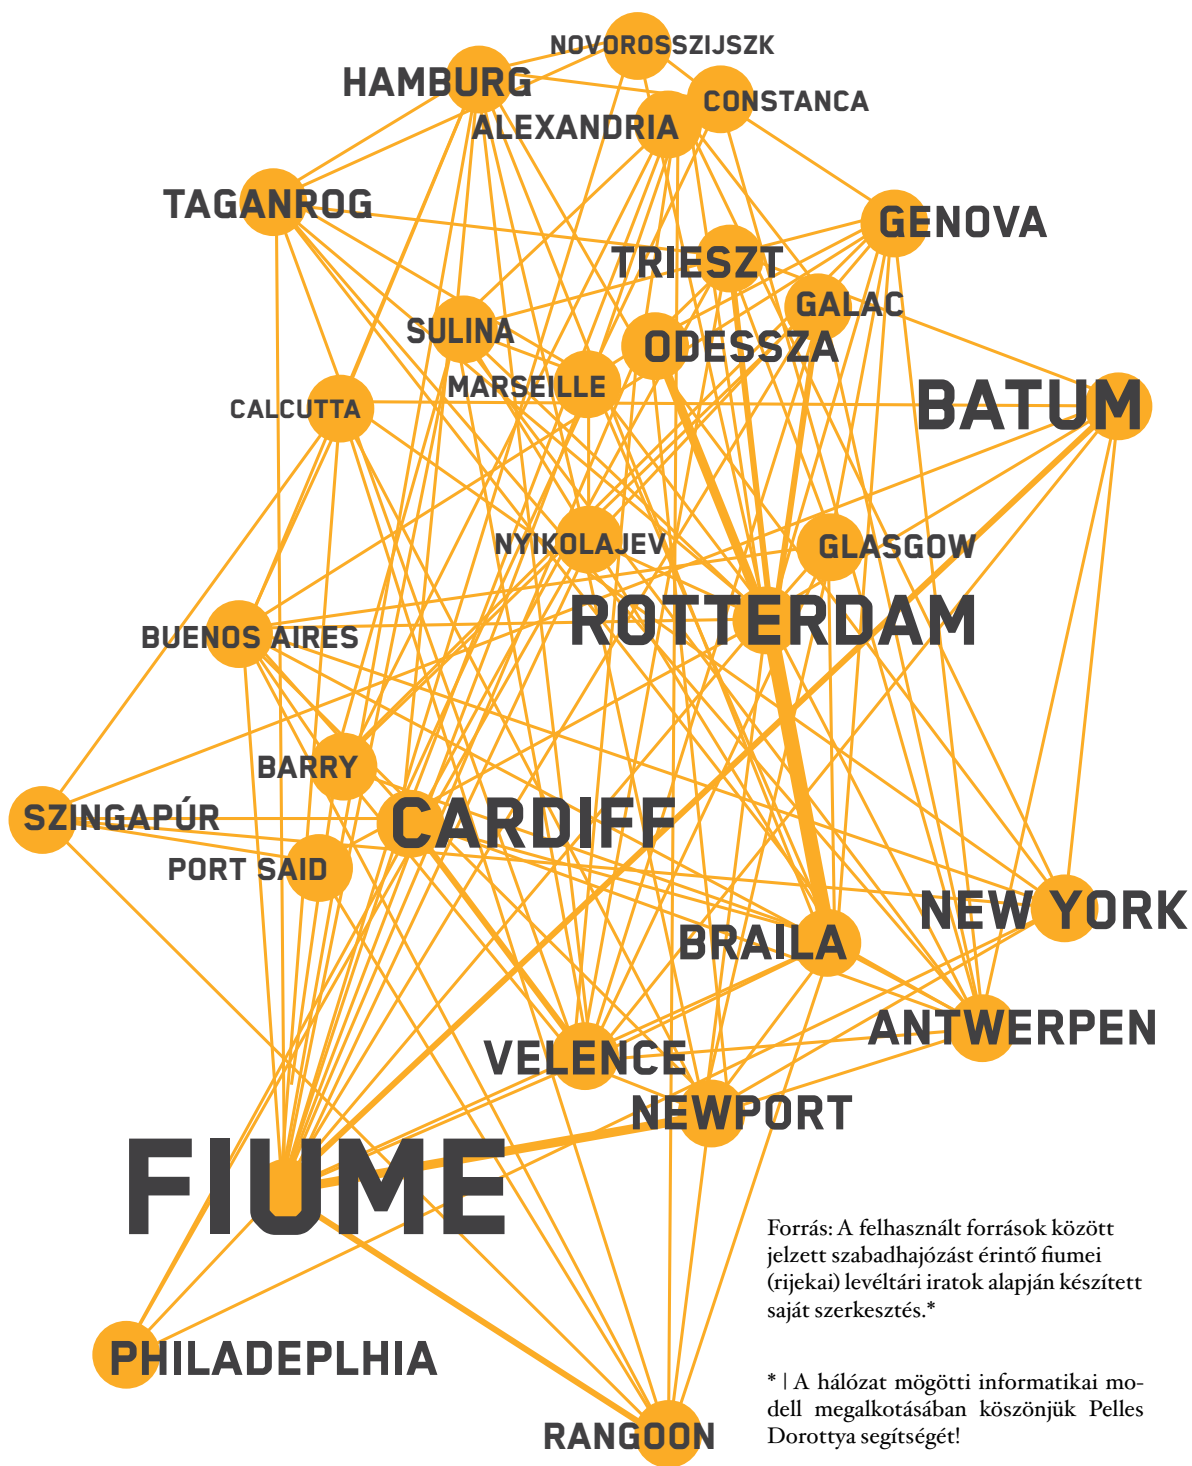 NOVOROSSZIJSZK
HAMBURG
CONSTANCA
ALEXANDRIA
TAGANROG
GENOVA
TRIESZT
GALAC
SULINA
ODESSZA
MARSEILLE
BATUM
CALCUTTA
NYIKOLAJEV
GLASGOW
ROTTERDAM
BUENOS AIRES
BARRY
SZINGAPÚR
CARDIFF
PORT SAID
NEW YORK
BRAILA
ANTWERPEN
VELENCE
NEWPORT
FIUME
Forrás: A felhasznált források között
jelzett szabadhajózást érintő fiumei
(rijekai) levéltári iratok alapján készített
saját szerkesztés.*
PHILADEPLHIA
* | A hálózat mögötti informatikai mo-
dell megalkotásában köszönjük Pelles
Dorottya segítségét!
RANGOON